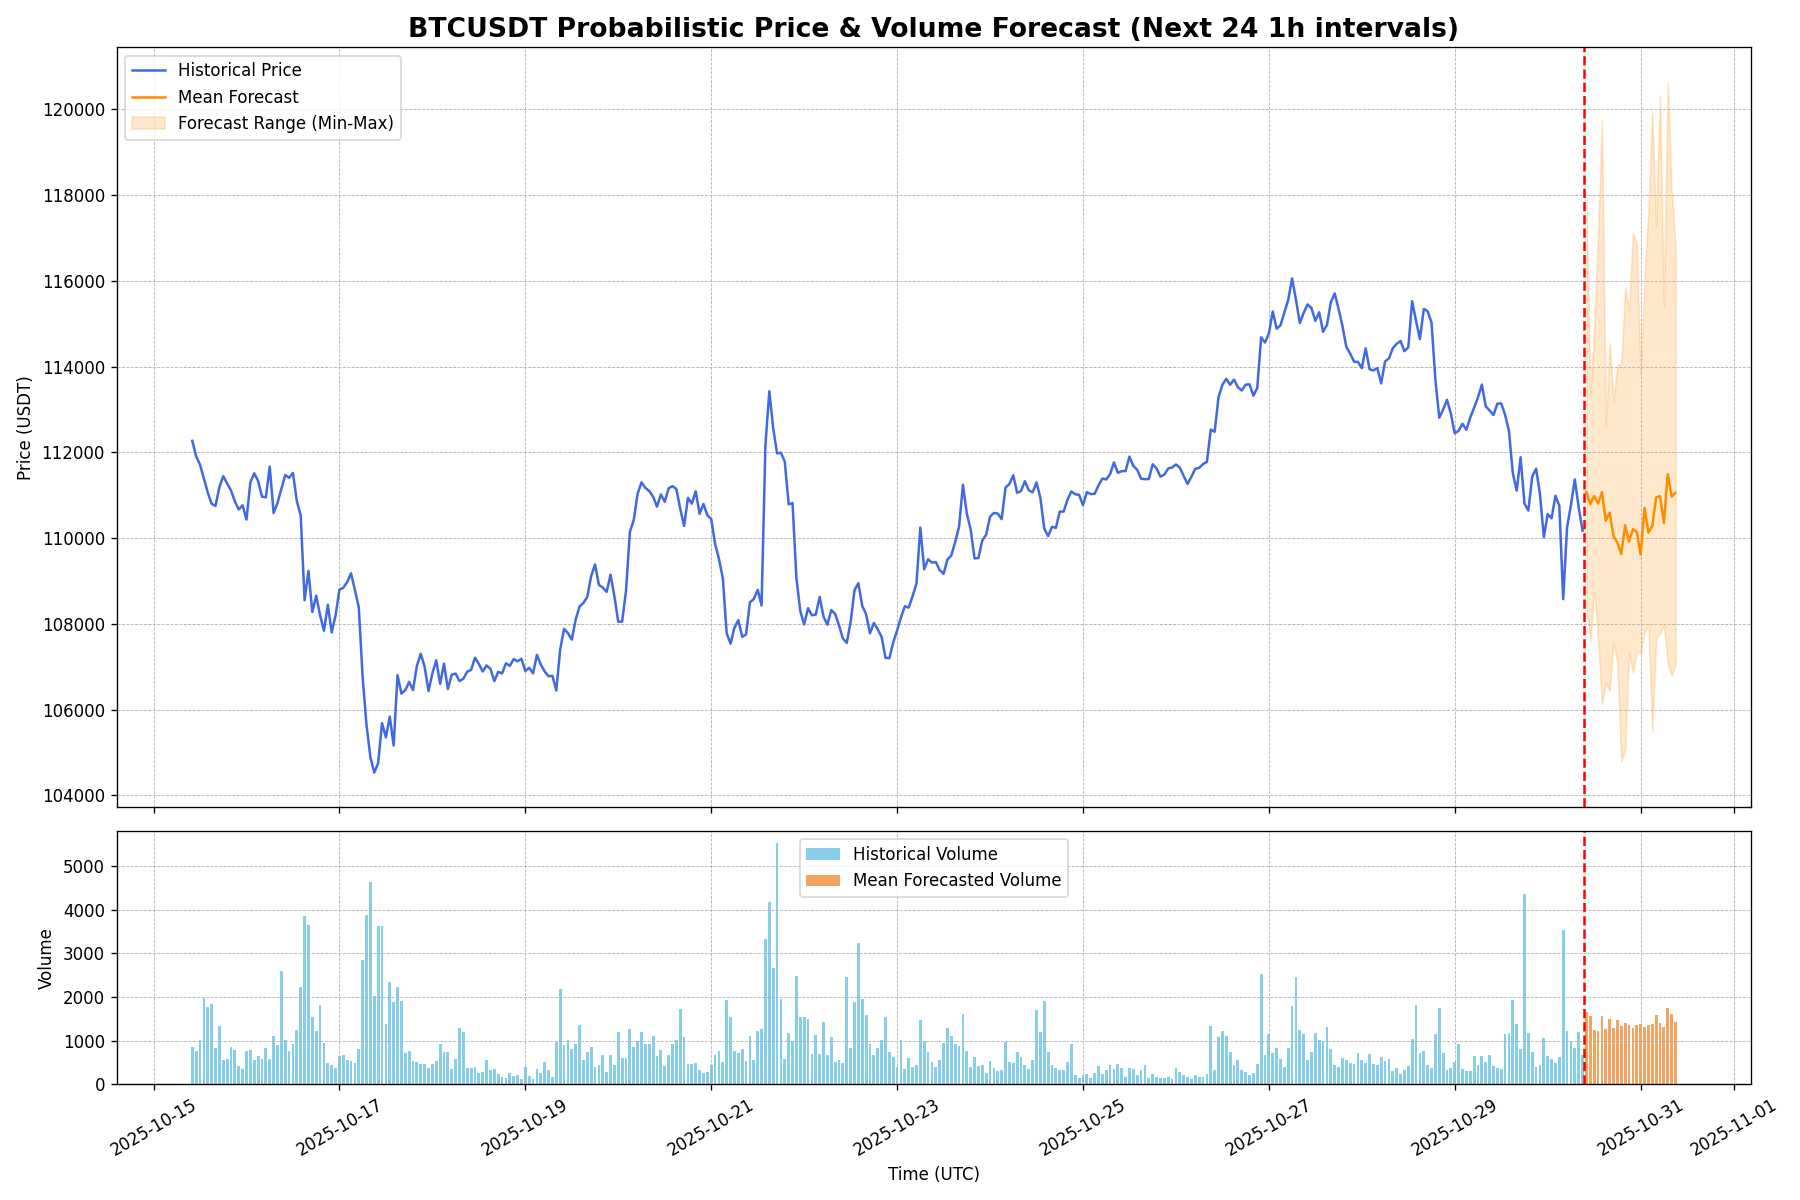 BTCUSDT Probabilistic Price & Volume Forecast (Next 24 1h intervals)
Historical Price
Mean Forecast
Forecast Range (Min-Max)
120000
118000
116000
114000
112000
110000
108000
106000
104000
Price (USDT)
Historical Volume
Mean Forecasted Volume
5000
4000
3000
2000
1000
0
Volume
2025-10-15
2025-10-17
2025-10-19
2025-10-21
2025-10-23
2025-10-25
2025-10-27
2025-10-29
2025-10-31
2025-11-01
Time (UTC)